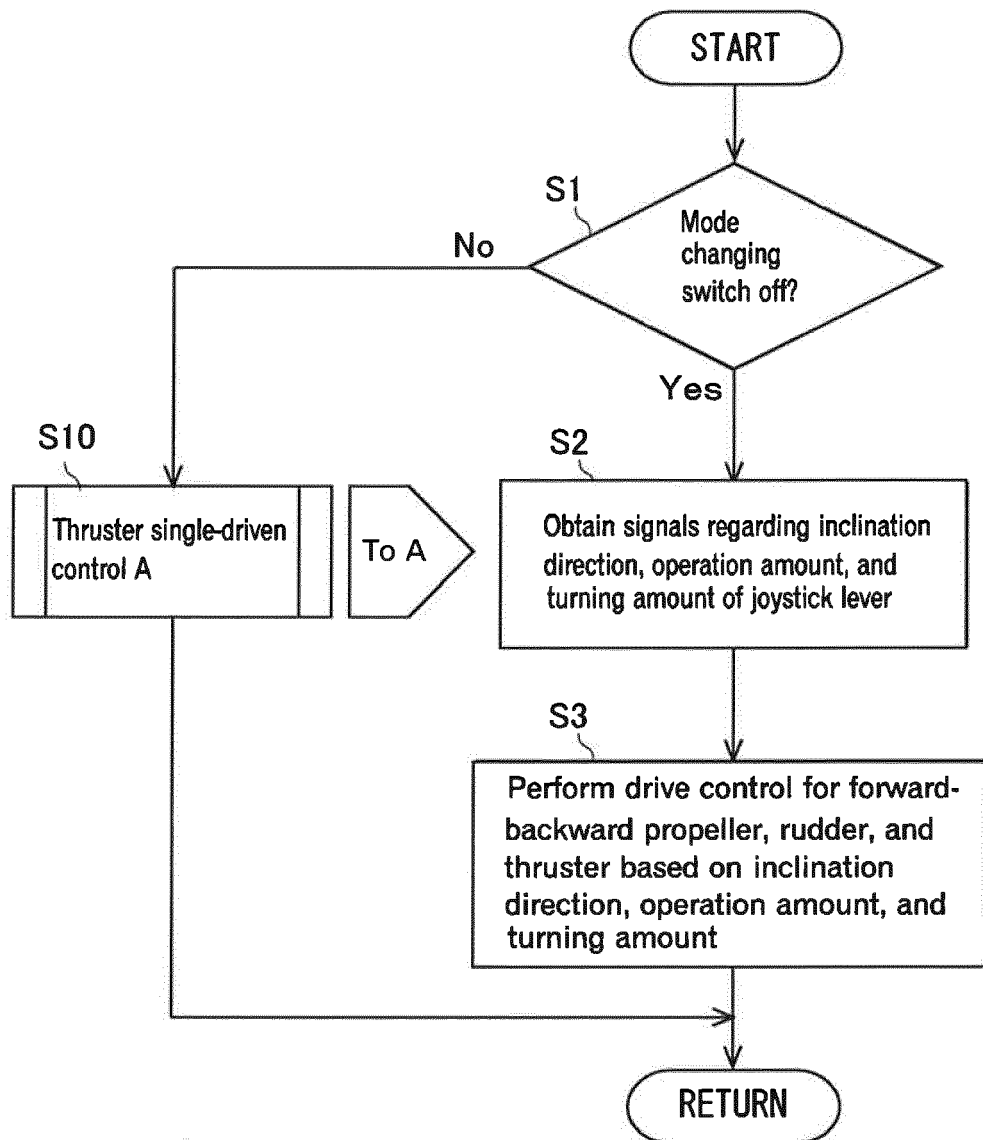 START
S1
Mode
changing
switch off?
No
Yes
S10
Thruster single-driven
control A
To A
S2
Obtain signals regarding inclination
direction, operation amount, and
turning amount of joystick lever
S3
Perform drive control for forward-
backward propeller, rudder, and
thruster based on inclination
direction, operation amount, and
turning amount
RETURN